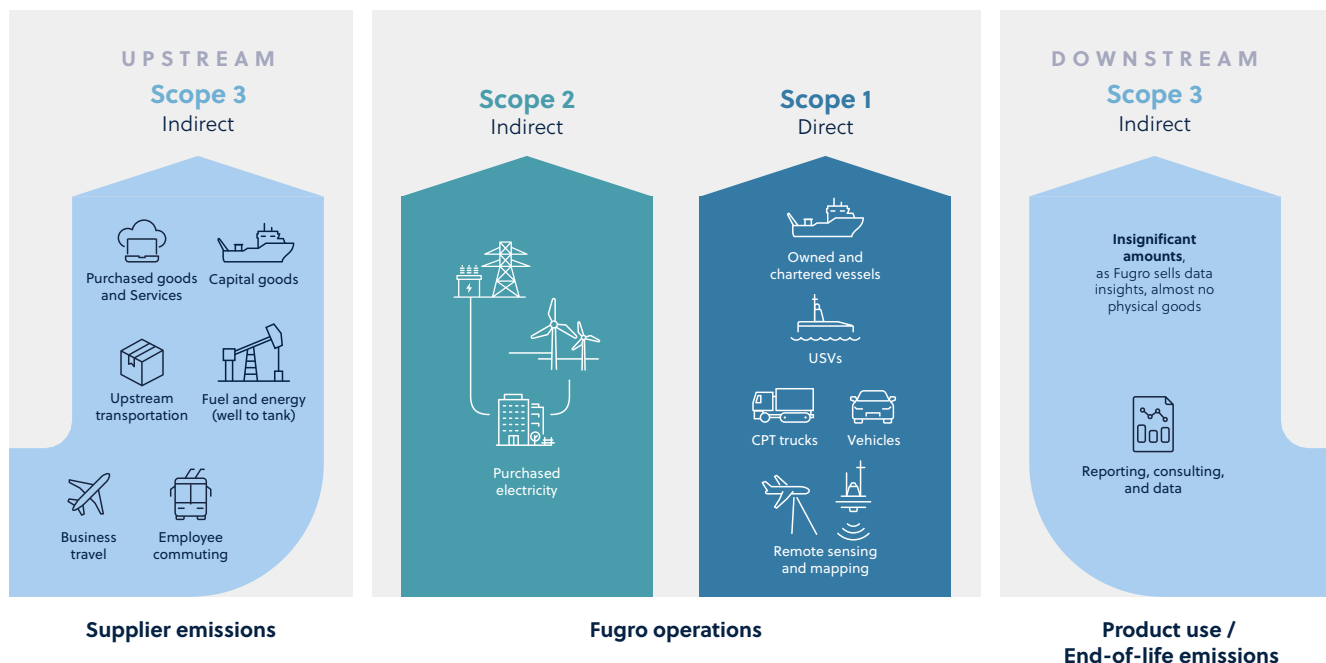 UPSTREAM
Scope 3
Indirect
Purchased goods
and Services
Capital goods
Upstream
transportation
Fuel and energy
(well to tank)
Business
travel
Employee
commuting
Supplier emissions
Scope 2
Indirect
Purchased
electricity
Scope 1
Direct
Owned and
chartered vessels
USVs
CPT trucks
Vehicles
Remote sensing
and mapping
Fugro operations
DOWNSTREAM
Scope 3
Indirect
Insignificant
amounts,
as Fugro sells data
insights, almost no
physical goods
Reporting, consulting,
and data
Product use /
End-of-life emissions